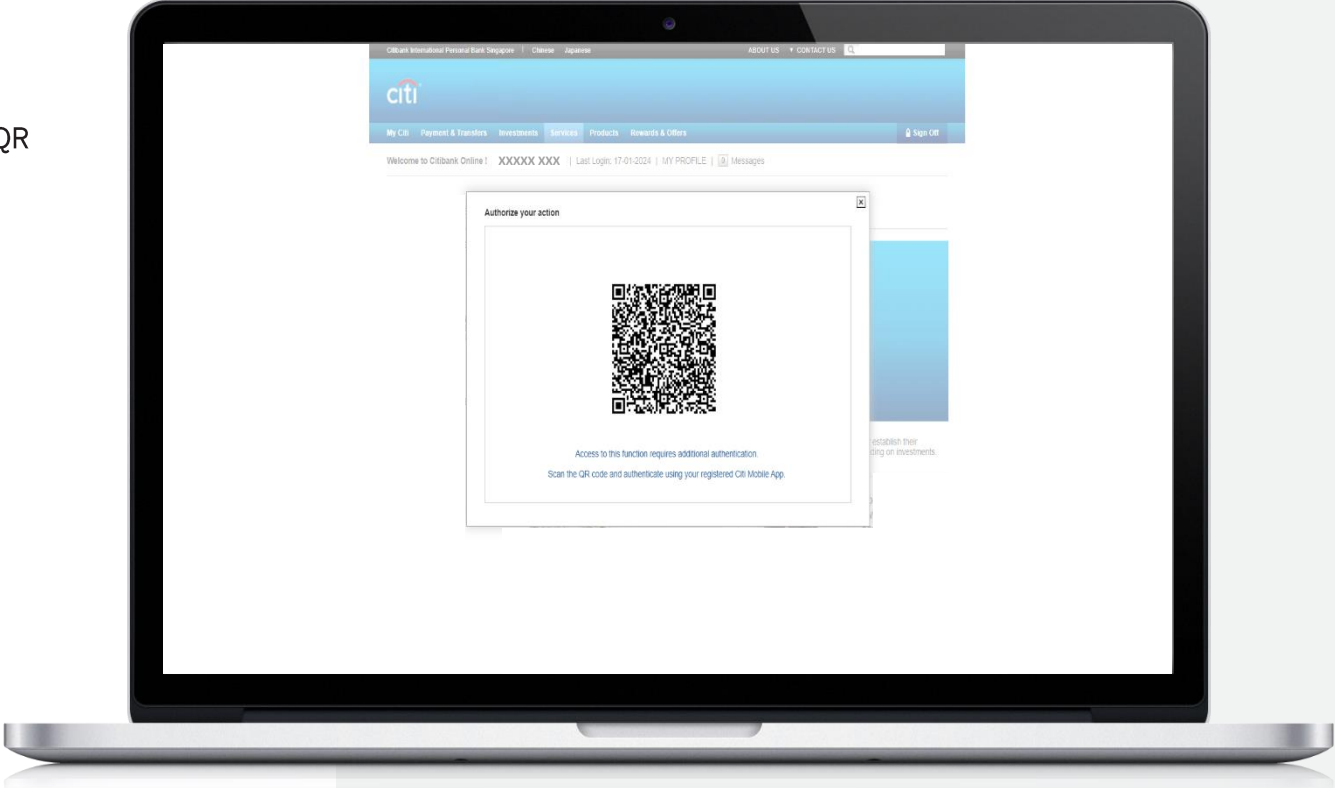 QR
Citibank International Personal Bank Singapore | Chinese Japanese ABOUT US ▼ CONTACT US
citi
My Citi Payment & Transfers Investments Services Products Rewards & Offers Sign Off
Welcome to Citibank Online ! XXXXX XXX | Last Login: 17-01-2024 | MY PROFILE | Messages
Authorize your action
X
Access to this function requires additional authentication.
Scan the QR code and authenticate using your registered Citi Mobile App.
establish their
ding on investments.